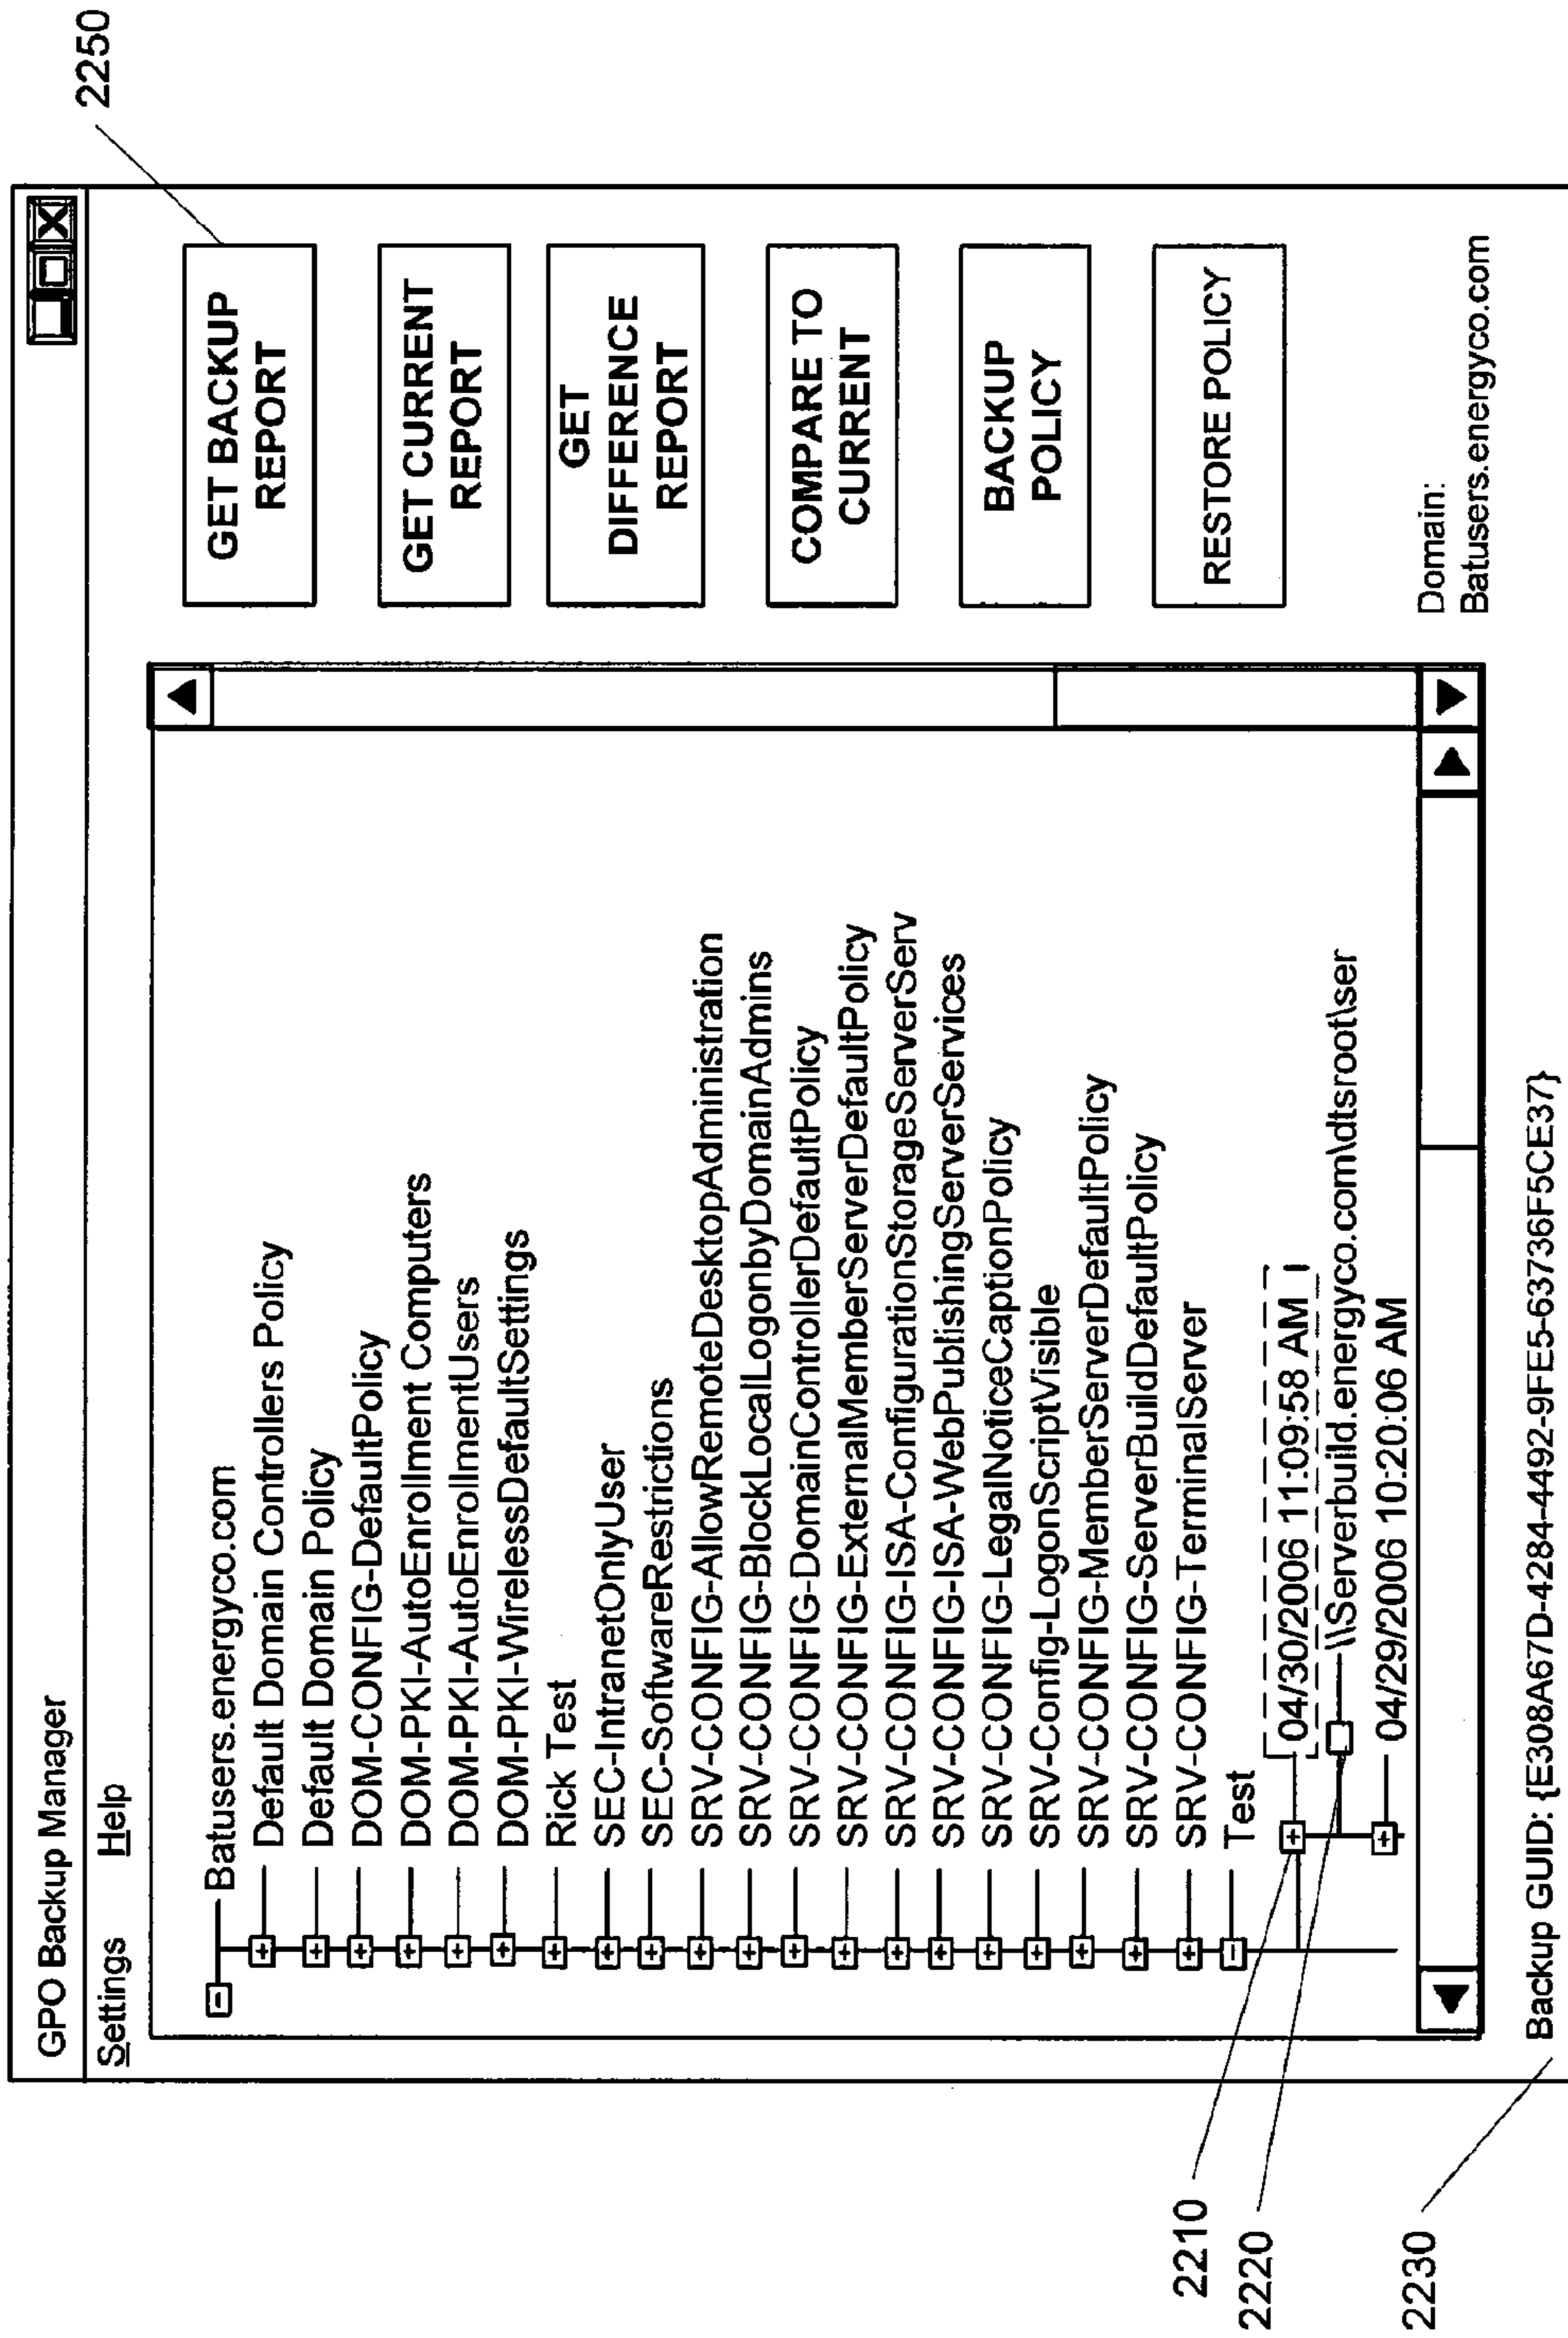 GPO Backup Manager
Settings Help
Batusers.energyco.com
Default Domain Controllers Policy
Default Domain Policy
DOM-CONFIG-DefaultPolicy
DOM-PKI-AutoEnrollment Computers
DOM-PKI-AutoEnrollmentUsers
DOM-PKI-WirelessDefaultSettings
Rick Test
SEC-IntranetOnlyUser
SEC-SoftwareRestrictions
SRV-CONFIG-AllowRemoteDesktopAdministration
SRV-CONFIG-BlockLocalLogonbyDomainAdmins
SRV-CONFIG-DomainControllerDefaultPolicy
SRV-CONFIG-ExternalMemberServerDefaultPolicy
SRV-CONFIG-ISA-ConfigurationStorageServerServ
SRV-CONFIG-ISA-WebPublishingServerServices
SRV-CONFIG-LegalNoticeCaptionPolicy
SRV-Config-LogonScriptVisible
SRV-CONFIG-MemberServerDefaultPolicy
SRV-CONFIG-ServerBuildDefaultPolicy
SRV-CONFIG-TerminalServer
Test
04/30/2006 11:09:58 AM
\\Serverbuild.energyco.com\dtsroot\ser
04/29/2006 10:20:06 AM
GET BACKUP
REPORT
GET CURRENT
REPORT
GET
DIFFERENCE
REPORT
COMPARE TO
CURRENT
BACKUP
POLICY
RESTORE POLICY
Domain:
Batusers.energyco.com
Backup GUID: {E308A67D-4284-4492-9FE5-63736F5CE37}
2250
2210
2220
2230